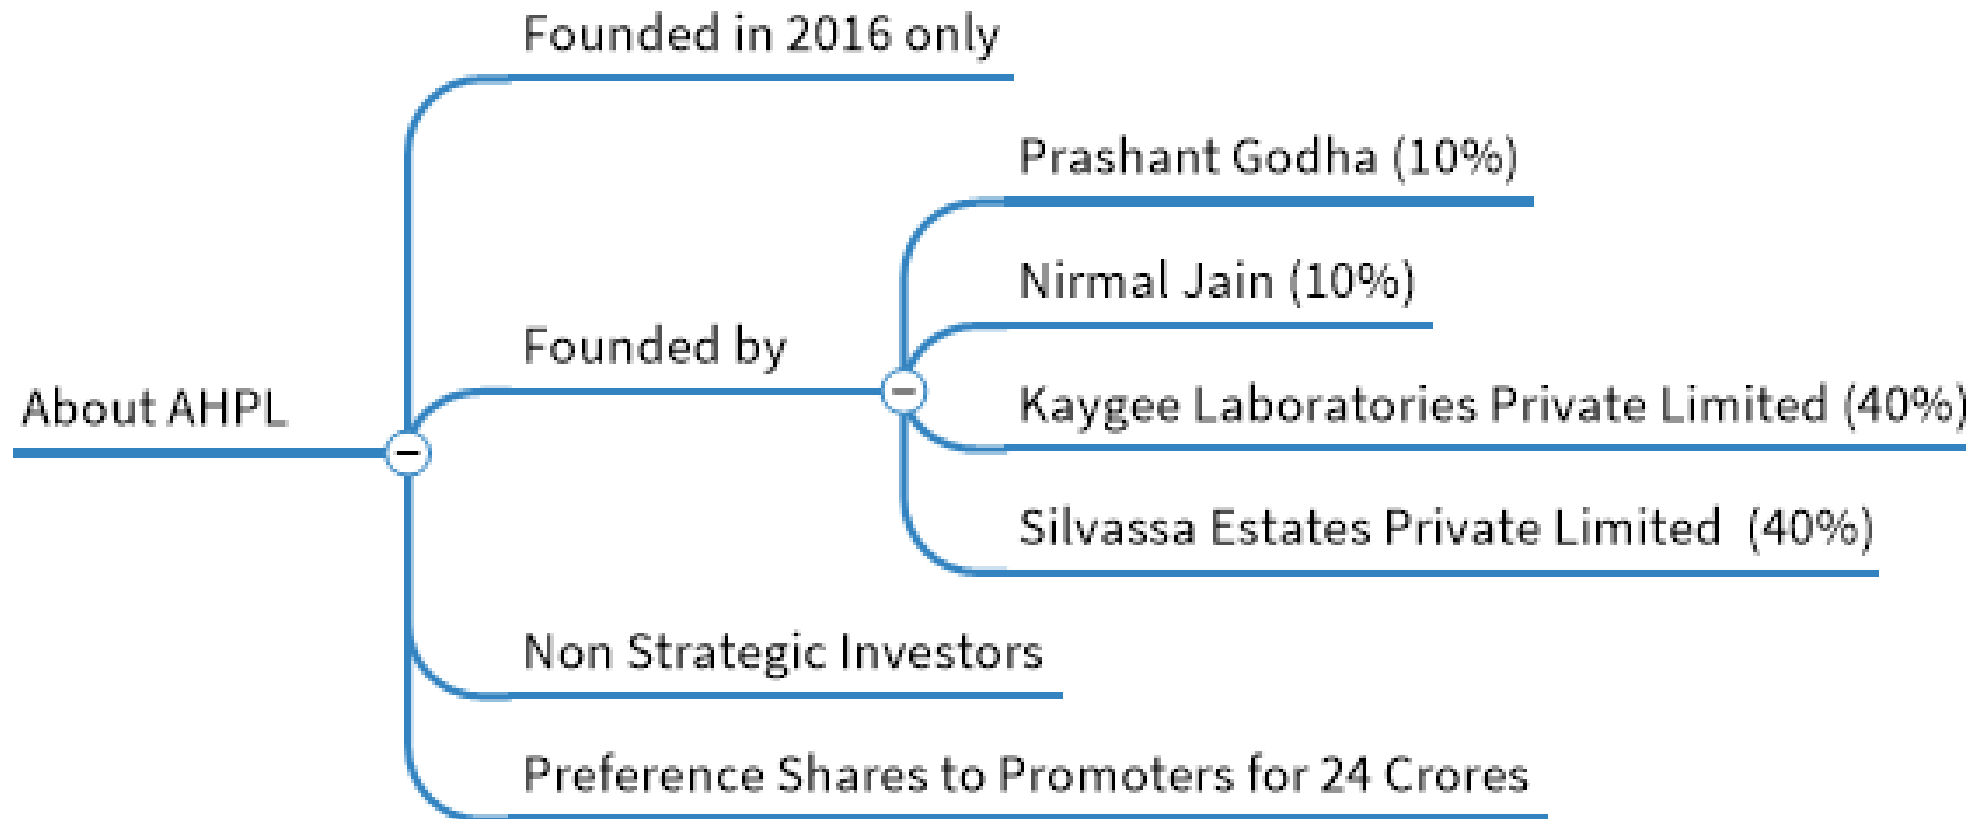 Founded in 2016 only
Prashant Godha (10%)
Nirmal Jain (10%)
Founded by
About AHPL
Kaygee Laboratories Private Limited (40%)
Silvassa Estates Private Limited  (40%)
Non Strategic Investors
Preference Shares to Promoters for 24 Crores